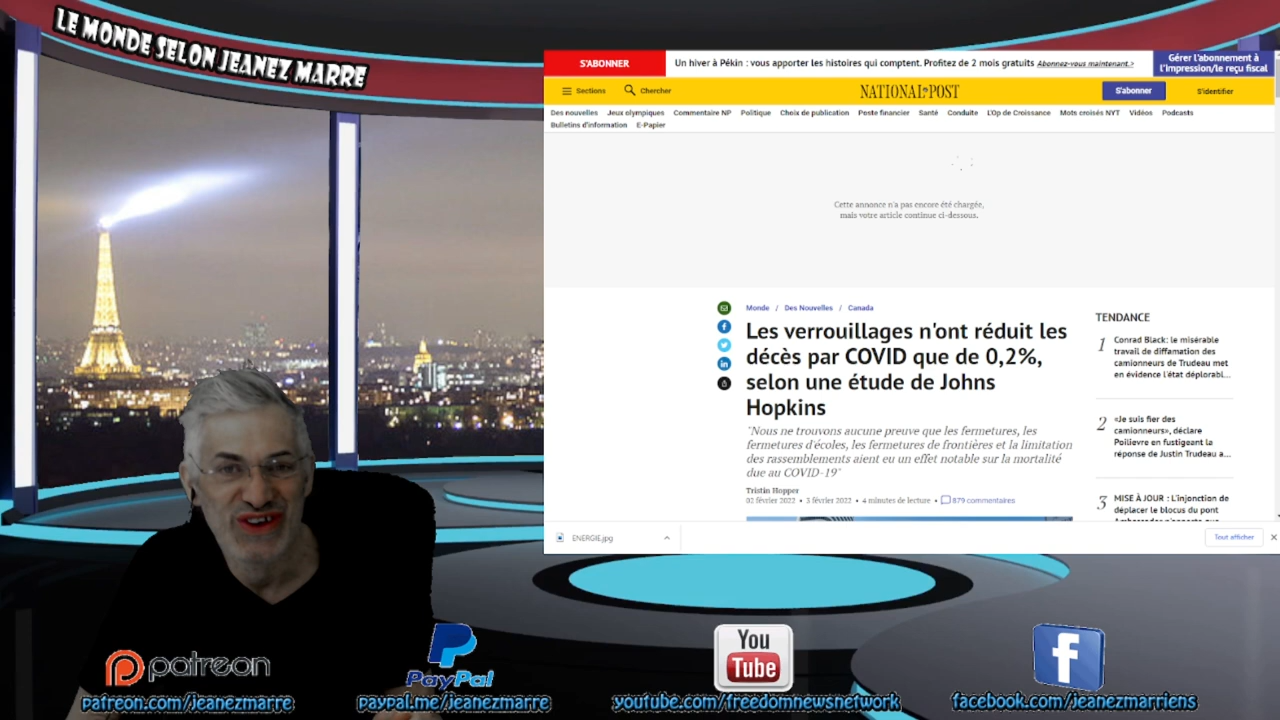 LE MONDE SELON JEANEZ MARRE
S'ABONNER
Un hiver à Pékin : vous apporter les histoires qui comptent. Profitez de 2 mois gratuits Abonnez-vous maintenant.>
Gérer l'abonnement à
l'impression/le reçu fiscal
Sections
Chercher
NATIONAL POST
S'abonner
S'identifier
Des nouvelles Jeux olympiques Commentaire NP Politique Choix de publication Peste financier Santé Conduite L'Op de Croissance Mots croisés NYT Vidéos Podcasts
Bulletins d'information E-Papier
Cette annonce n'a pas encore été chargée,
mais votre article continue ci-dessous.
Monde / Des Nouvelles / Canada
Les verrouillages n'ont réduit les
décès par COVID que de 0,2%,
selon une étude de Johns
Hopkins
"Nous ne trouvons aucune preuve que les fermetures, les
fermetures d'écoles, les fermetures de frontières et la limitation
des rassemblements aient eu un effet notable sur la mortalité
due au COVID-19"
Tristin Hopper
02 février 2022 • 3 février 2022 • 4 minutes de lecture • 879 commentaires
TENDANCE
1 Conrad Black: le misérable
travail de diffamation des
camionneurs de Trudeau met
en évidence l'état déplorabl...
2 «Je suis fier des
camionneurs», déclare
Poilievre en fustigeant la
réponse de Justin Trudeau a...
3 MISE À JOUR : L'injonction de
déplacer le blocus du pont
ENERGIE.jpg
Tout afficher
patreon
patreon.com/jeanezmarre
PayPal
paypal.me/jeanezmarre
You
Tube
youtube.com/freedomnewsnetwork
f
facebook.com/jeanezmarriens